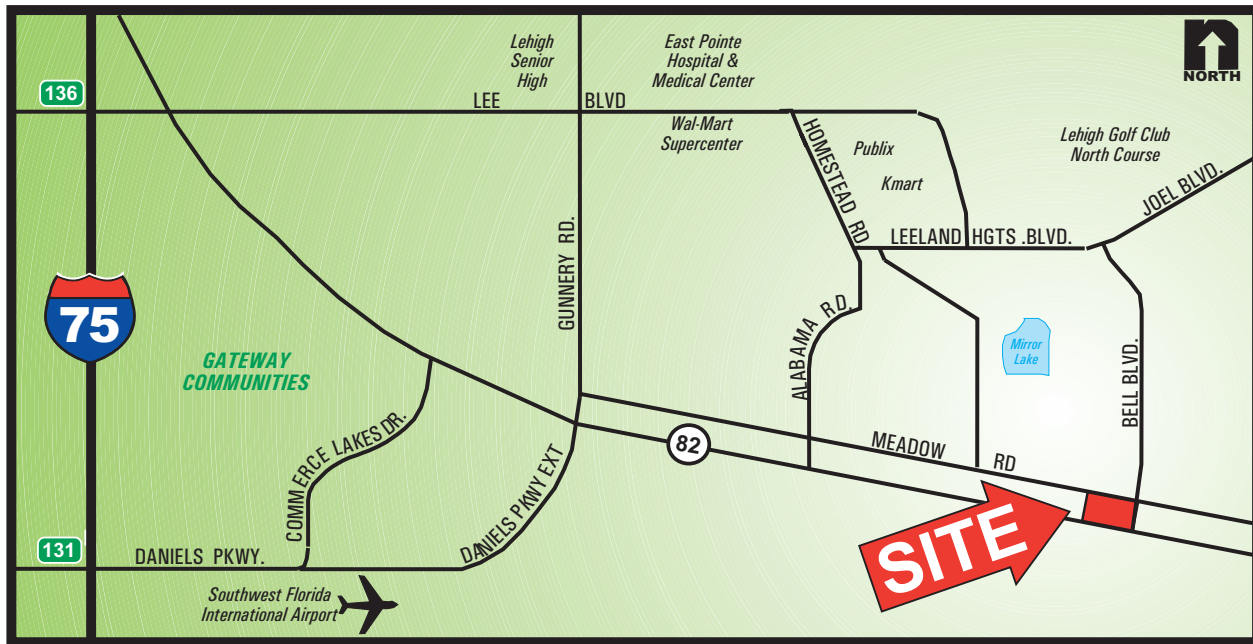 Lehigh
Senior
High
East Pointe
Hospital &
Medical Center
n
NORTH
136
LEE BLVD
Wal-Mart
Supercenter
HOMESTEAD RD
Publix
Kmart
Lehigh Golf Club
North Course
JOEL BLVD.
LEELAND HGTS .BLVD.
GUNNERY RD.
75
GATEWAY
COMMUNITIES
ALABAMA RD.
Mirror
Lake
BELL BLVD.
COMMERCE LAKES DR.
82
MEADOW RD
DANIELS PKWY EXT
SITE
131
DANIELS PKWY.
Southwest Florida
International Airport